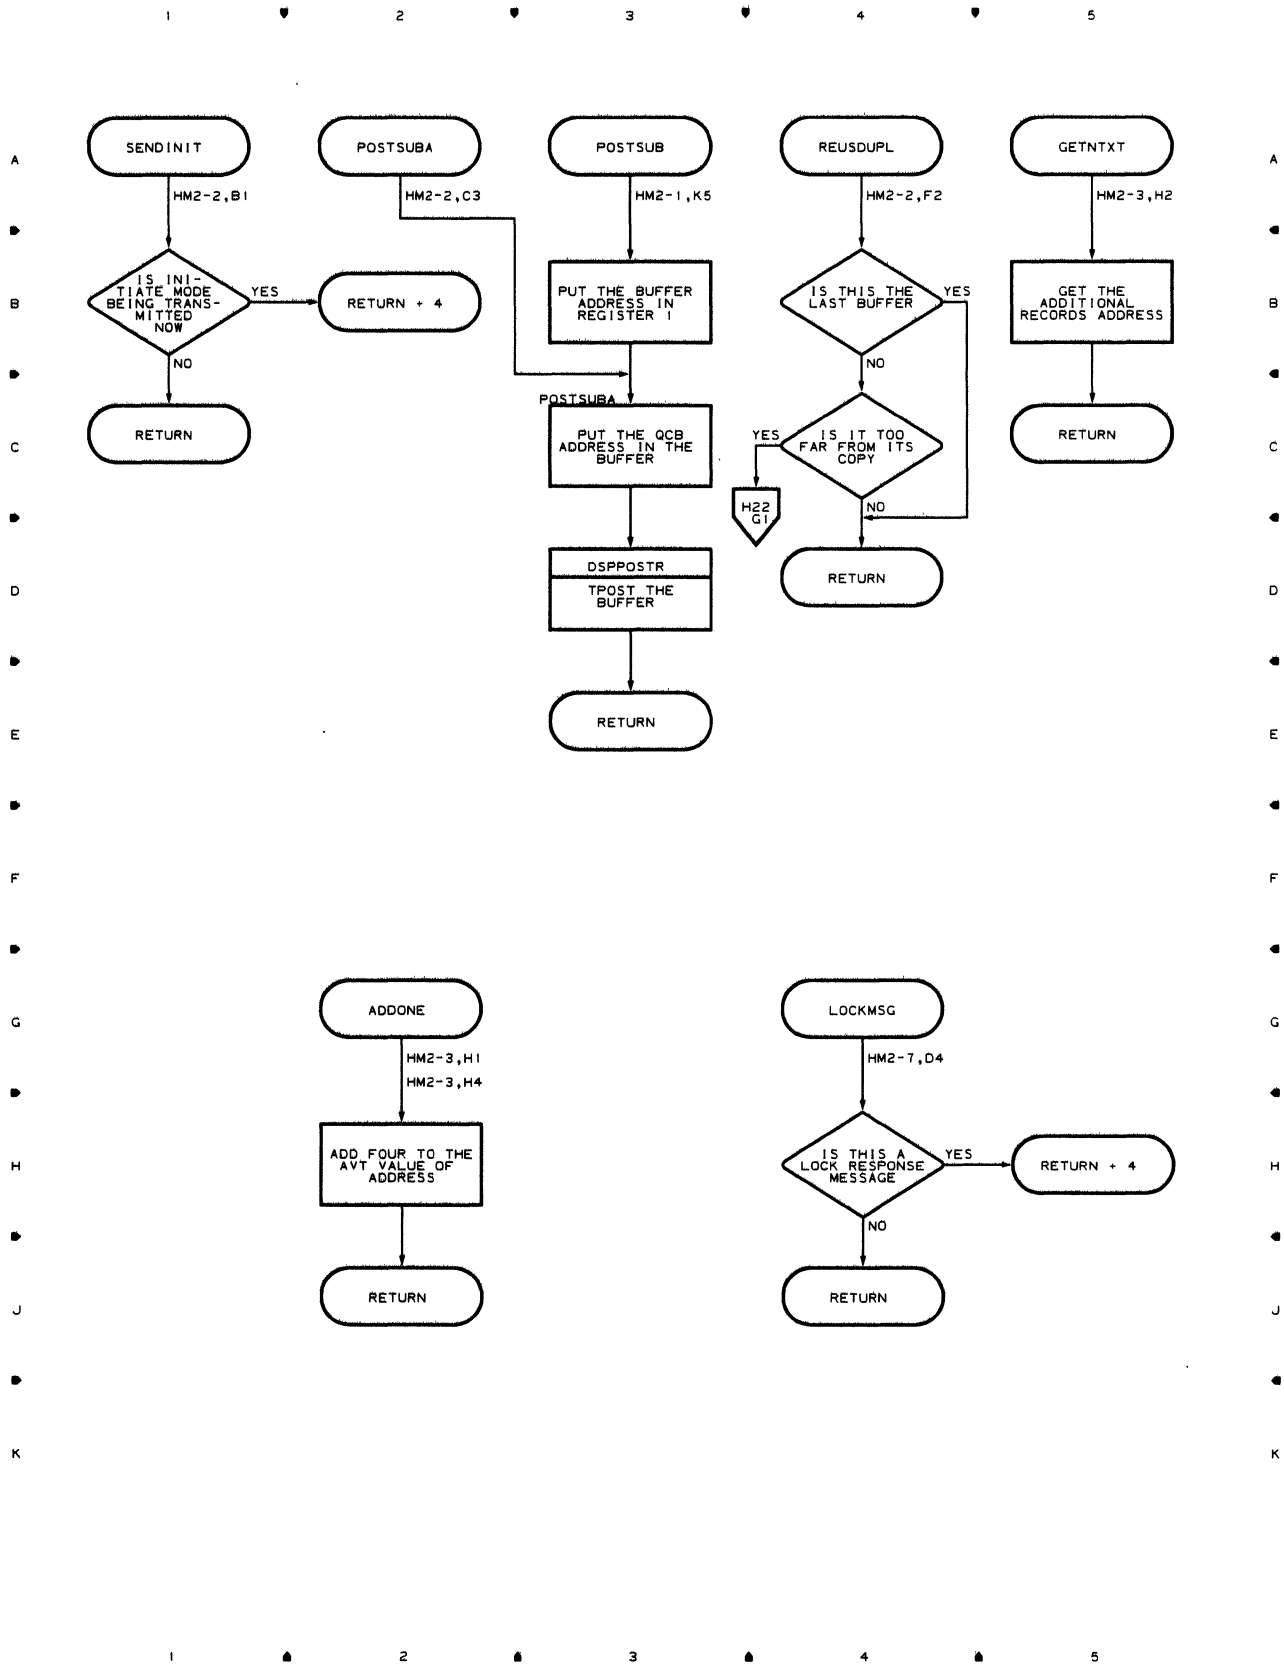 1 2 3 4 5
A A
SENDINIT
HM2-2,B1
IS INI-
TIATE MODE
BEING TRANS-
MITTED
NOW
YES
RETURN + 4
NO
RETURN
POSTSUBA
HM2-2,C3
POSTSUB
HM2-1,K5
PUT THE BUFFER
ADDRESS IN
REGISTER 1
POSTSUBA
PUT THE QCB
ADDRESS IN THE
BUFFER
DSPPOSTR
TPOST THE
BUFFER
RETURN
REUSDUPL
HM2-2,F2
IS THIS THE
LAST BUFFER
YES
NO
IS IT TOO
FAR FROM ITS
COPY
YES
H22
G1
NO
RETURN
GETNTXT
HM2-3,H2
GET THE
ADDITIONAL
RECORDS ADDRESS
RETURN
B B
C C
D D
E E
F F
G G
ADDONE
HM2-3,H1
HM2-3,H4
ADD FOUR TO THE
AVT VALUE OF
ADDRESS
RETURN
LOCKMSG
HM2-7,D4
IS THIS A
LOCK RESPONSE
MESSAGE
YES
RETURN + 4
NO
RETURN
H H
J J
K K
1 2 3 4 5